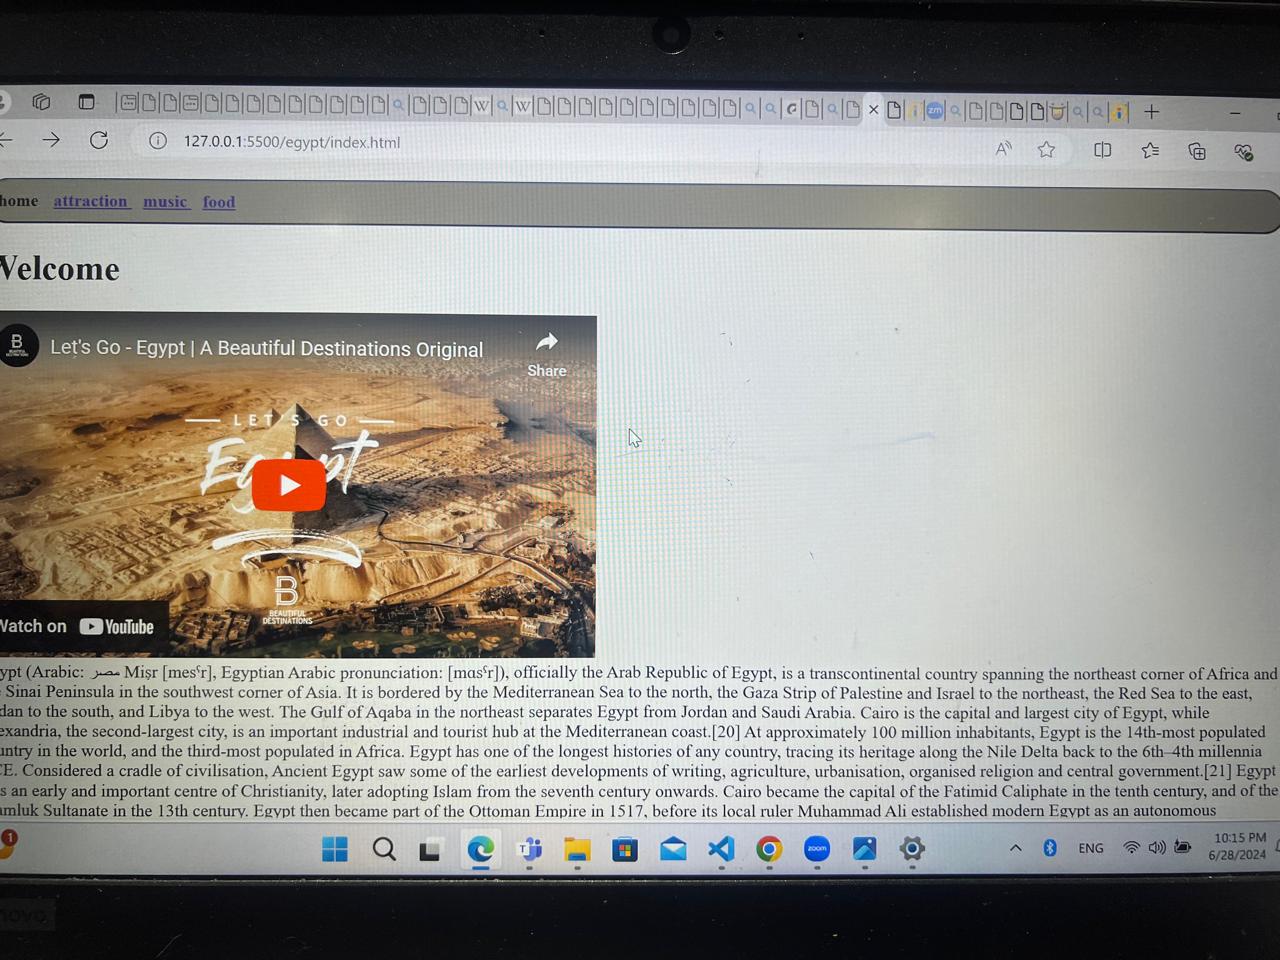 127.0.0.1:5500/egypt/index.html
home attraction music food
Welcome
B
Let's Go - Egypt | A Beautiful Destinations Original
Share
LET'S GO
Egypt
B
BEAUTIFUL
DESTINATIONS
Watch on YouTube
ypt (Arabic: مصر Miṣr [mesˤr], Egyptian Arabic pronunciation: [mɑsˤr]), officially the Arab Republic of Egypt, is a transcontinental country spanning the northeast corner of Africa and
Sinai Peninsula in the southwest corner of Asia. It is bordered by the Mediterranean Sea to the north, the Gaza Strip of Palestine and Israel to the northeast, the Red Sea to the east,
dan to the south, and Libya to the west. The Gulf of Aqaba in the northeast separates Egypt from Jordan and Saudi Arabia. Cairo is the capital and largest city of Egypt, while
exandria, the second-largest city, is an important industrial and tourist hub at the Mediterranean coast.[20] At approximately 100 million inhabitants, Egypt is the 14th-most populated
untry in the world, and the third-most populated in Africa. Egypt has one of the longest histories of any country, tracing its heritage along the Nile Delta back to the 6th–4th millennia
CE. Considered a cradle of civilisation, Ancient Egypt saw some of the earliest developments of writing, agriculture, urbanisation, organised religion and central government.[21] Egypt
s an early and important centre of Christianity, later adopting Islam from the seventh century onwards. Cairo became the capital of the Fatimid Caliphate in the tenth century, and of the
amluk Sultanate in the 13th century. Egypt then became part of the Ottoman Empire in 1517, before its local ruler Muhammad Ali established modern Egypt as an autonomous
1
zoom
ENG
10:15 PM
6/28/2024